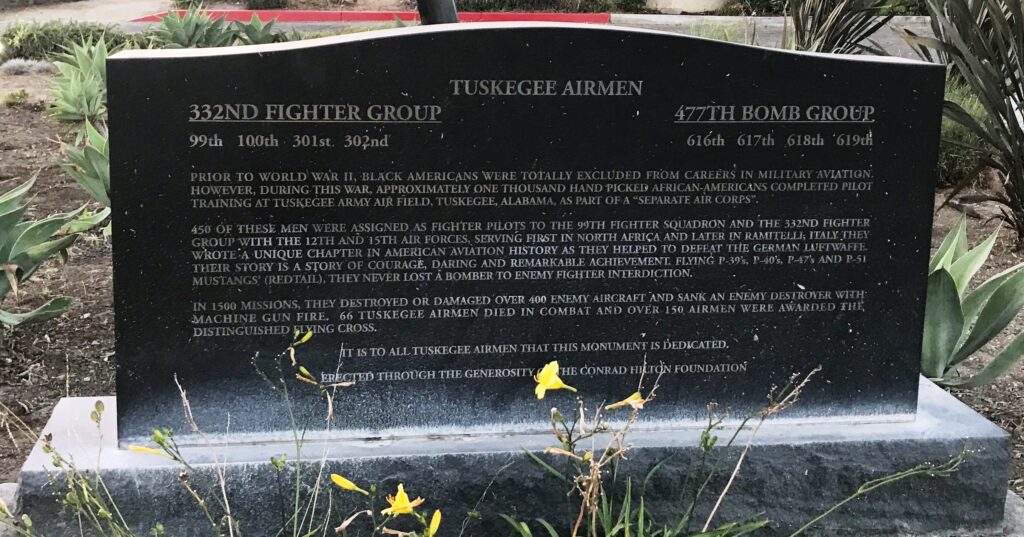 TUSKEGEE AIRMEN
332ND FIGHTER GROUP
477TH BOMB GROUP
99th 100th 301st 302nd
616th 617th 618th 619th
PRIOR TO WORLD WAR II, BLACK AMERICANS WERE TOTALLY EXCLUDED FROM CAREERS IN MILITARY AVIATION.
HOWEVER, DURING THIS WAR, APPROXIMATELY ONE THOUSAND HAND PICKED AFRICAN-AMERICANS COMPLETED PILOT
TRAINING AT TUSKEGEE ARMY AIR FIELD, TUSKEGEE, ALABAMA, AS PART OF A "SEPARATE AIR CORPS".
450 OF THESE MEN WERE ASSIGNED AS FIGHTER PILOTS TO THE 99TH FIGHTER SQUADRON AND THE 332ND FIGHTER
GROUP WITH THE 12TH AND 15TH AIR FORCES, SERVING FIRST IN NORTH AFRICA AND LATER IN RAMITELLI, ITALY. THEY
WROTE A UNIQUE CHAPTER IN AMERICAN AVIATION HISTORY AS THEY HELPED TO DEFEAT THE GERMAN LUFTWAFFE.
THEIR STORY IS A STORY OF COURAGE, DARING AND REMARKABLE ACHIEVEMENT. FLYING P-39's, P-40's, P-47's AND P-51
MUSTANGS' (REDTAIL), THEY NEVER LOST A BOMBER TO ENEMY FIGHTER INTERDICTION.
IN 1500 MISSIONS, THEY DESTROYED OR DAMAGED OVER 400 ENEMY AIRCRAFT AND SANK AN ENEMY DESTROYER WITH
MACHINE GUN FIRE. 66 TUSKEGEE AIRMEN DIED IN COMBAT AND OVER 150 AIRMEN WERE AWARDED THE
DISTINGUISHED FLYING CROSS.
IT IS TO ALL TUSKEGEE AIRMEN THAT THIS MONUMENT IS DEDICATED.
ERECTED THROUGH THE GENEROSITY OF THE CONRAD HILTON FOUNDATION